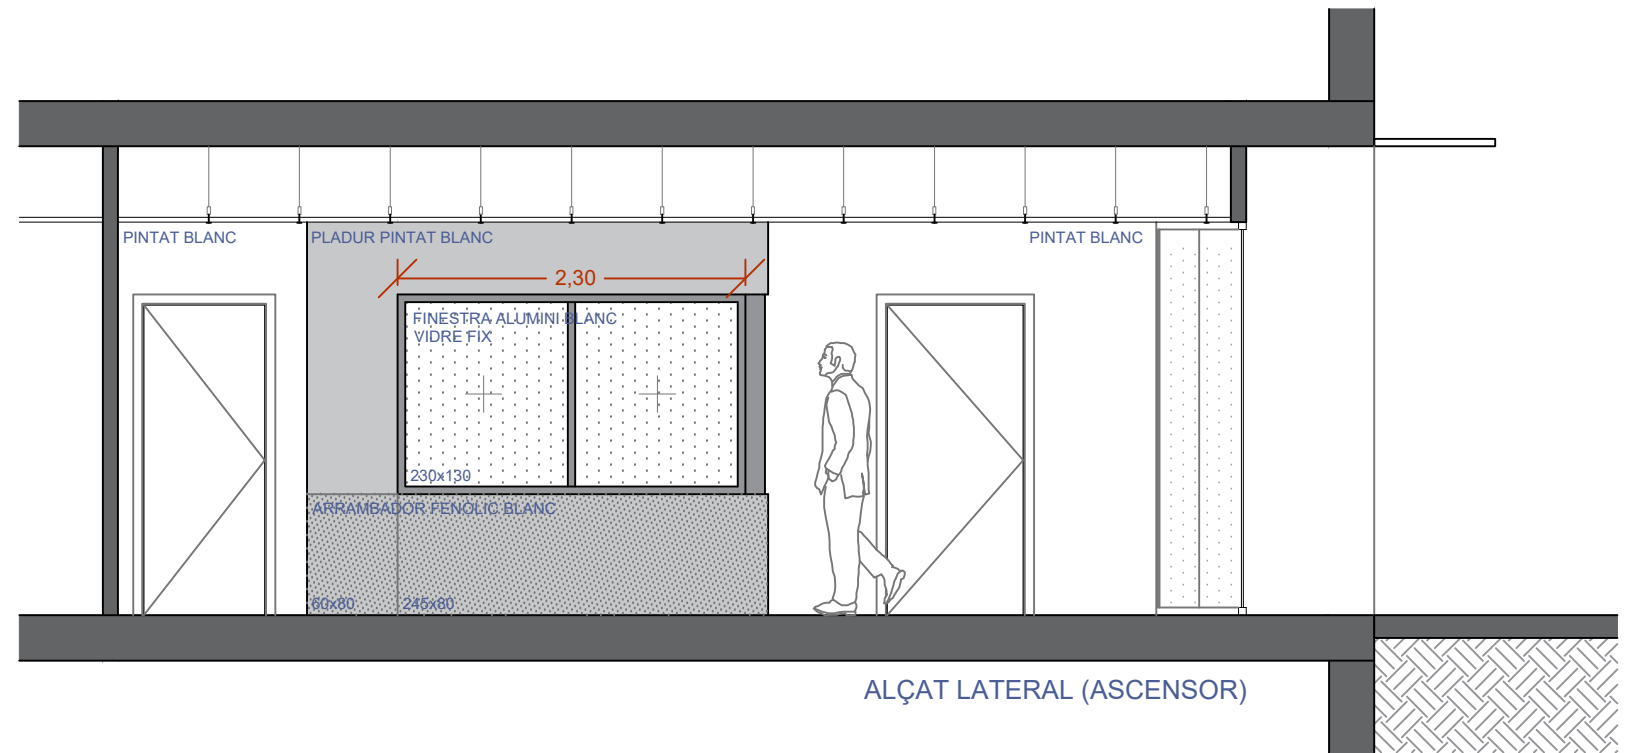 PINTAT BLANC
PLADUR PINTAT BLANC
PINTAT BLANC
2,30
FINESTRA ALUMINI BLANC
VIDRE FIX
230x130
ARRAMBADOR FENÒLIC BLANC
60x80
245x80
ALÇAT LATERAL (ASCENSOR)